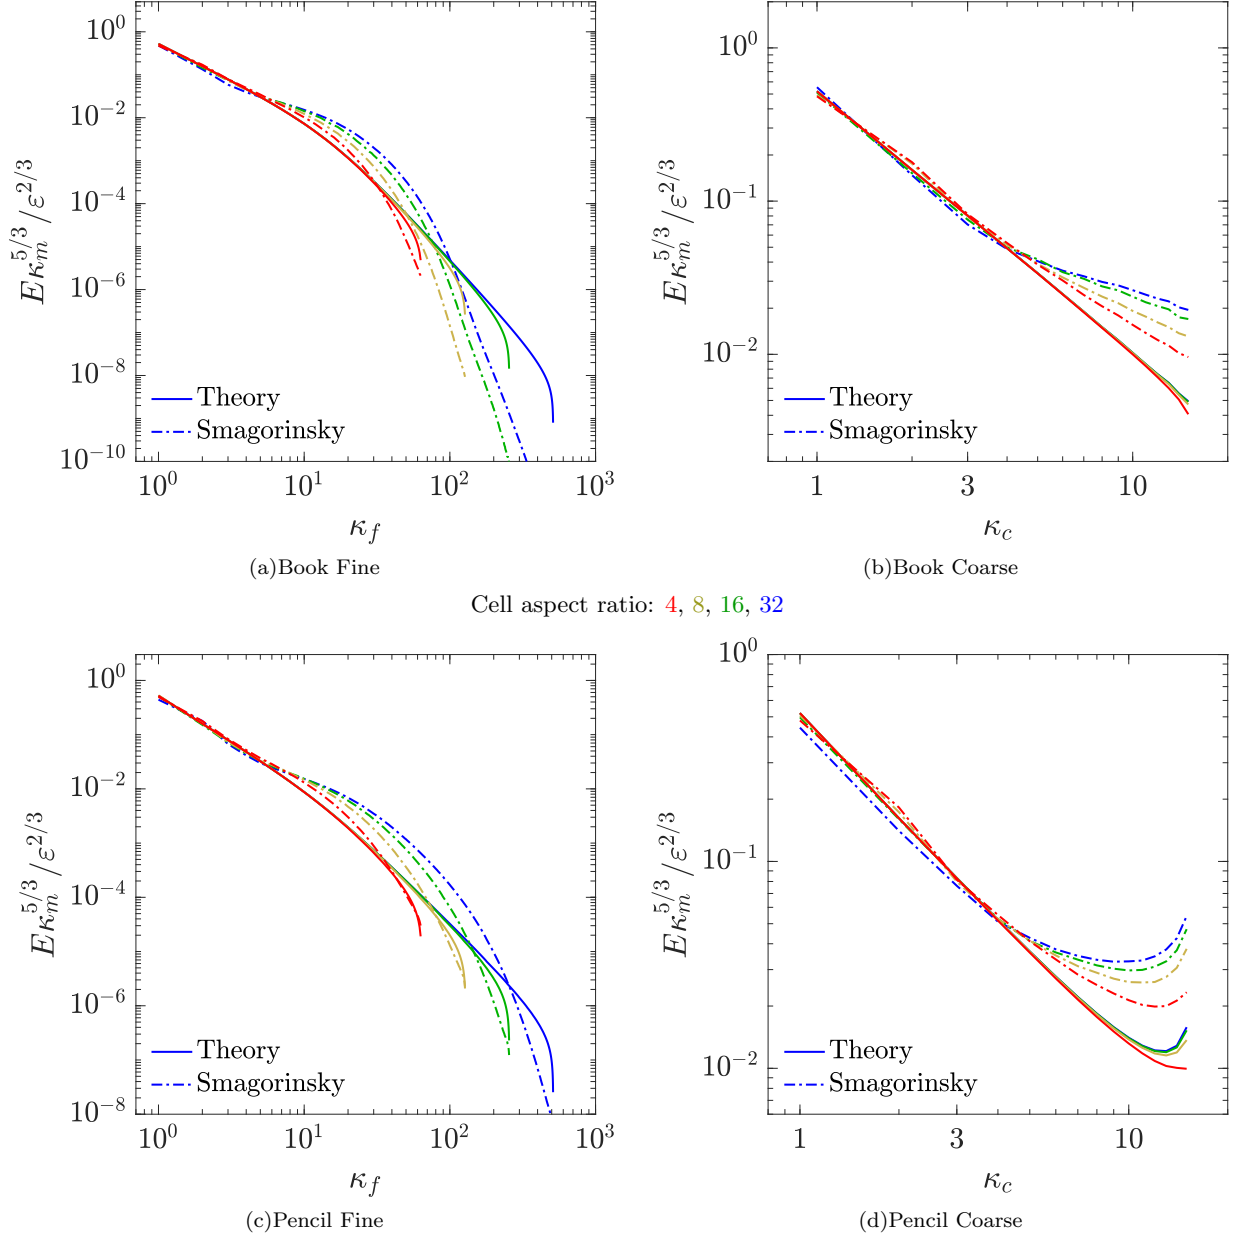 10^0
10^{-2}
10^{-4}
10^{-6}
10^{-8}
10^{-10}
Eκ_m^{5/3}/ε^{2/3}
Theory
Smagorinsky
10^0 10^1 10^2 10^3
κ_f
(a)Book Fine
10^0
10^{-1}
10^{-2}
Eκ_m^{5/3}/ε^{2/3}
Theory
Smagorinsky
1 3 10
κ_c
(b)Book Coarse
Cell aspect ratio: 4, 8, 16, 32
10^0
10^{-2}
10^{-4}
10^{-6}
10^{-8}
Eκ_m^{5/3}/ε^{2/3}
Theory
Smagorinsky
10^0 10^1 10^2 10^3
κ_f
(c)Pencil Fine
10^0
10^{-1}
10^{-2}
Eκ_m^{5/3}/ε^{2/3}
Theory
Smagorinsky
1 3 10
κ_c
(d)Pencil Coarse